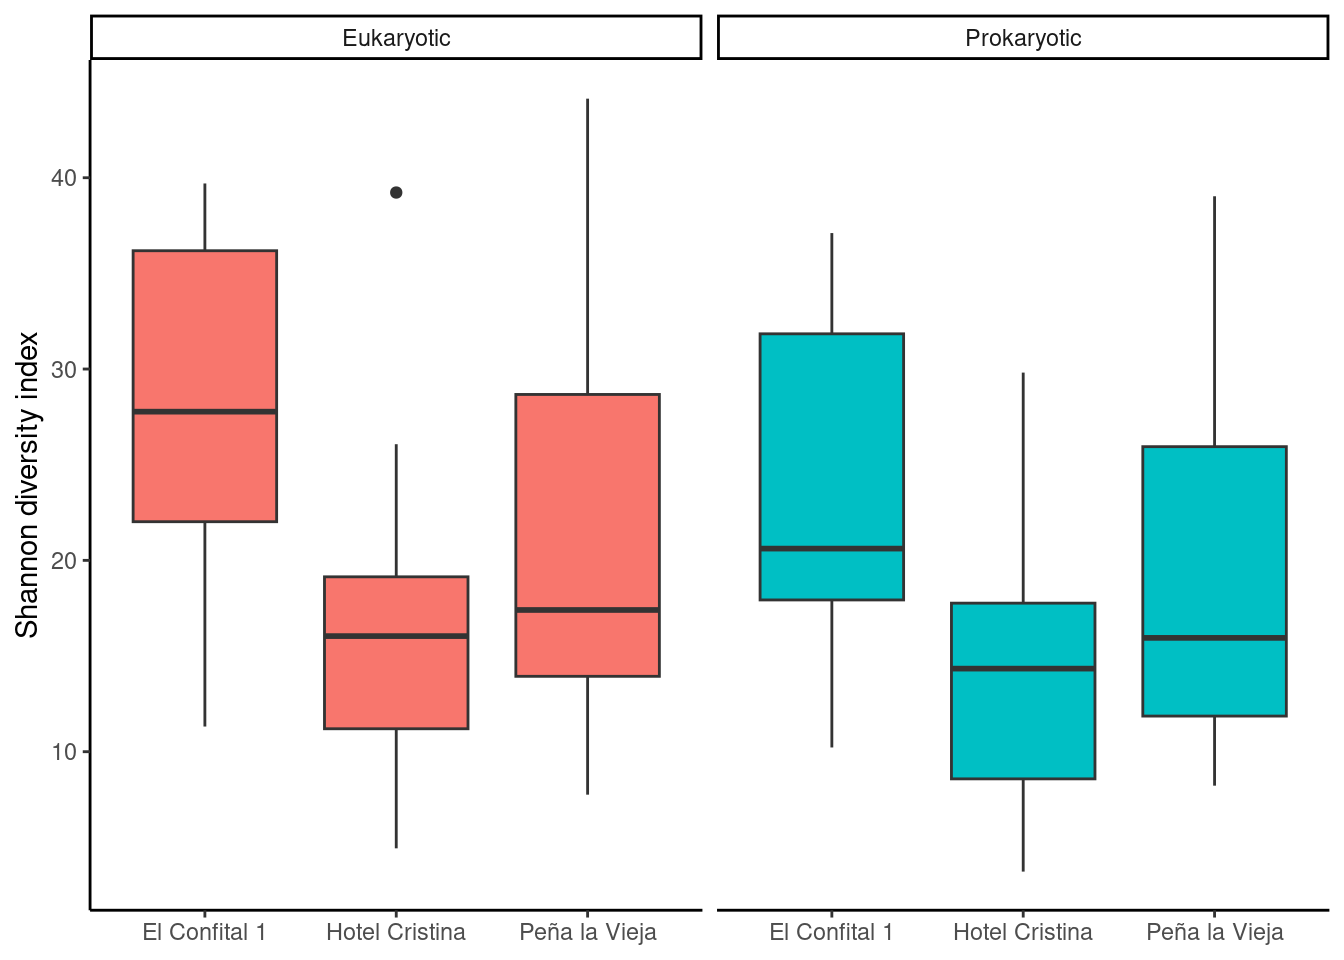 Eukaryotic
Prokaryotic
Shannon diversity index
40
30
20
10
El Confital 1
Hotel Cristina
Peña la Vieja
El Confital 1
Hotel Cristina
Peña la Vieja